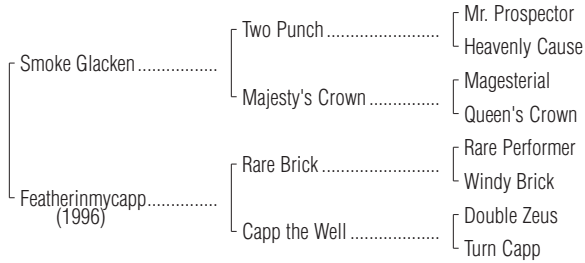 Mr. Prospector
Two Punch ........................
Heavenly Cause
Smoke Glacken ................
Magesterial
Majesty's Crown ..............
Queen's Crown
Rare Performer
Rare Brick ........................
Windy Brick
Featherinmycapp..............
(1996)
Double Zeus
Capp the Well ..................
Turn Capp